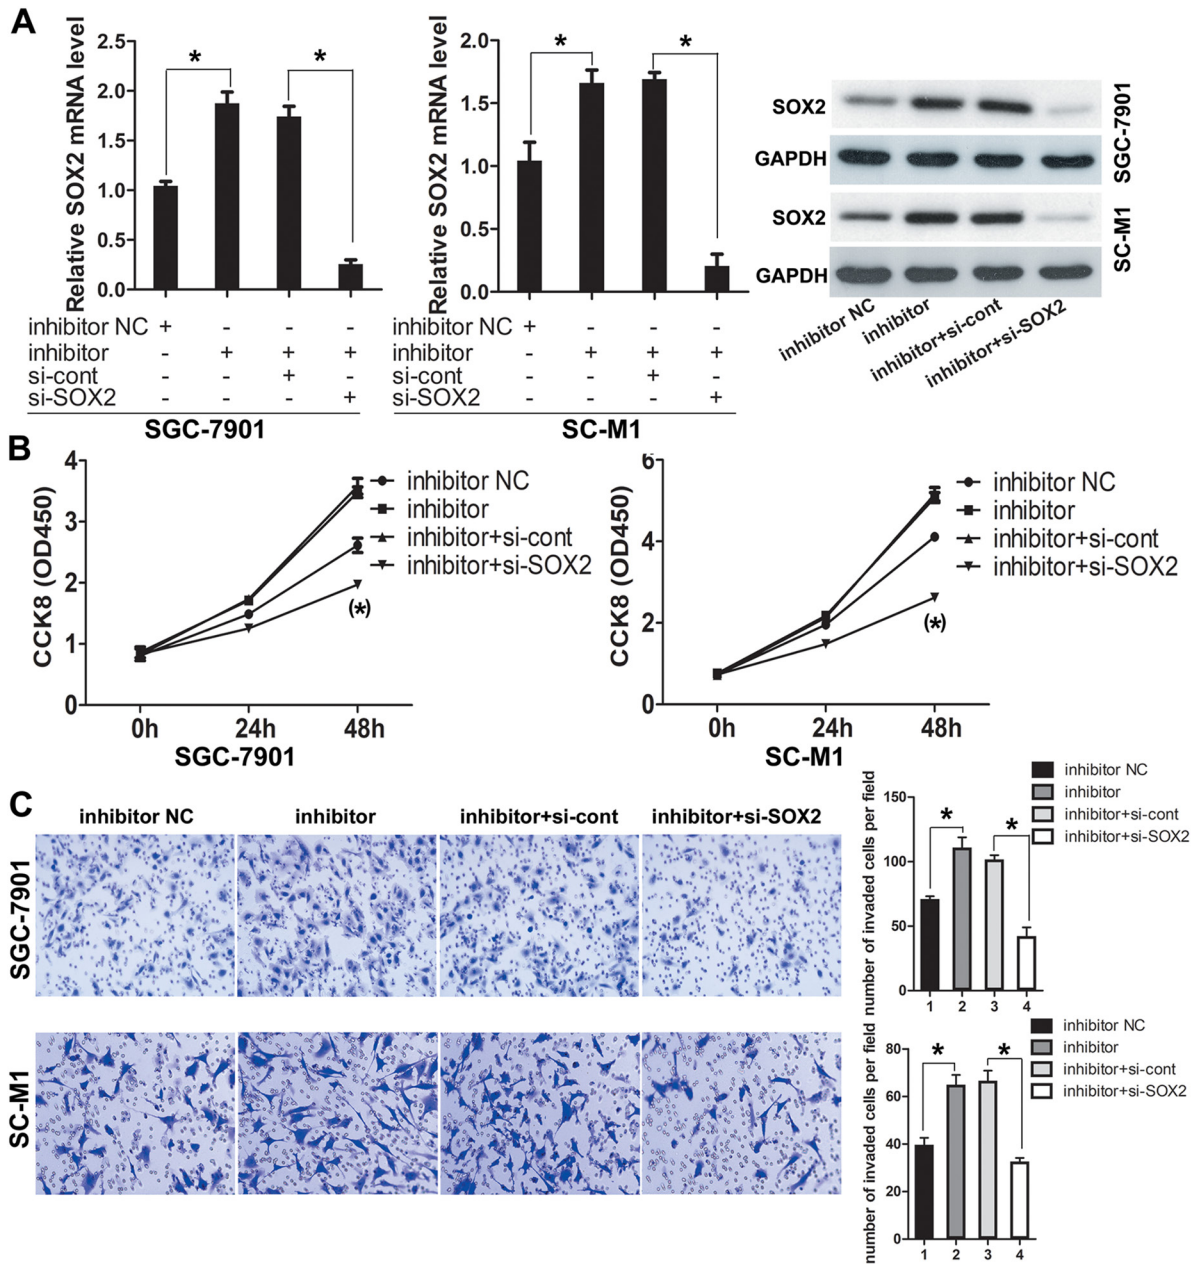 A
Relative SOX2 mRNA level
2.5
2.0
1.5
1.0
0.5
0.0
*
*
inhibitor NC + - - -
inhibitor - + + +
si-cont - - + -
si-SOX2 - - - +
SGC-7901
Relative SOX2 mRNA level
2.0
1.5
1.0
0.5
0.0
*
*
inhibitor NC + - - -
inhibitor - + + +
si-cont - - + -
si-SOX2 - - - +
SC-M1
SOX2
GAPDH
SGC-7901
SOX2
GAPDH
SC-M1
inhibitor NC
inhibitor
inhibitor+si-cont
inhibitor+si-SOX2
B
CCK8 (OD450)
4
3
2
1
0
0h 24h 48h
SGC-7901
inhibitor NC
inhibitor
inhibitor+si-cont
inhibitor+si-SOX2
(*)
CCK8 (OD450)
6
4
2
0
0h 24h 48h
SC-M1
inhibitor NC
inhibitor
inhibitor+si-cont
inhibitor+si-SOX2
(*)
C
inhibitor NC inhibitor inhibitor+si-cont inhibitor+si-SOX2
SGC-7901
SC-M1
number of invaded cells per field
150
100
50
0
* *
1 2 3 4
inhibitor NC
inhibitor
inhibitor+si-cont
inhibitor+si-SOX2
number of invaded cells per field
80
60
40
20
0
* *
1 2 3 4
inhibitor NC
inhibitor
inhibitor+si-cont
inhibitor+si-SOX2